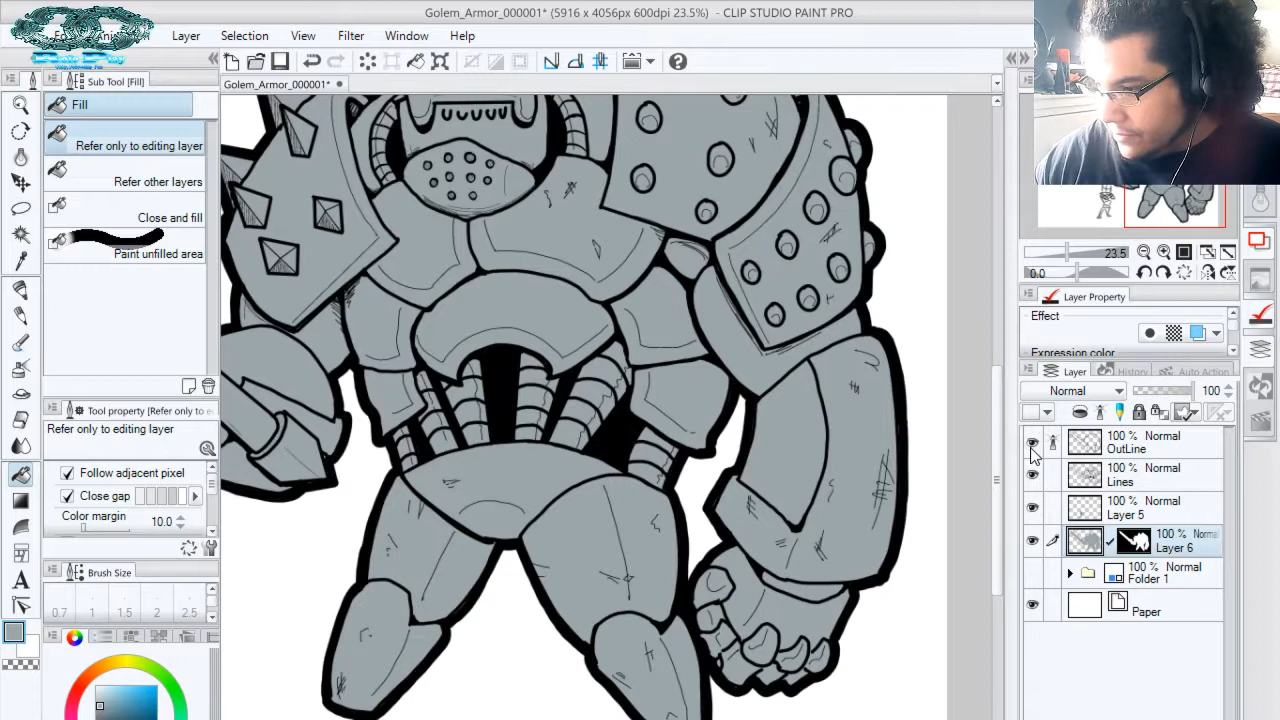 Golem_Armor_000001* (5916 x 4056px 600dpi 23.5%) - CLIP STUDIO PAINT PRO
Layer Selection View Filter Window Help
Sub Tool [Fill]
Golem_Armor_000001*
Fill
Refer only to editing layer
Refer other layers
Close and fill
Paint unfilled area
Tool property [Refer only to e
Refer only to editing layer
Follow adjacent pixel
Close gap
Color margin 10.0
Brush Size
0.7 1 1.5 2 2.5
23.5
0.0
Layer Property
Effect
Expression color
Layer History Auto Action
Normal 100
100 % Normal
OutLine
100 % Normal
Lines
100 % Normal
Layer 5
100 % Normal
Layer 6
100 % Normal
Folder 1
Paper